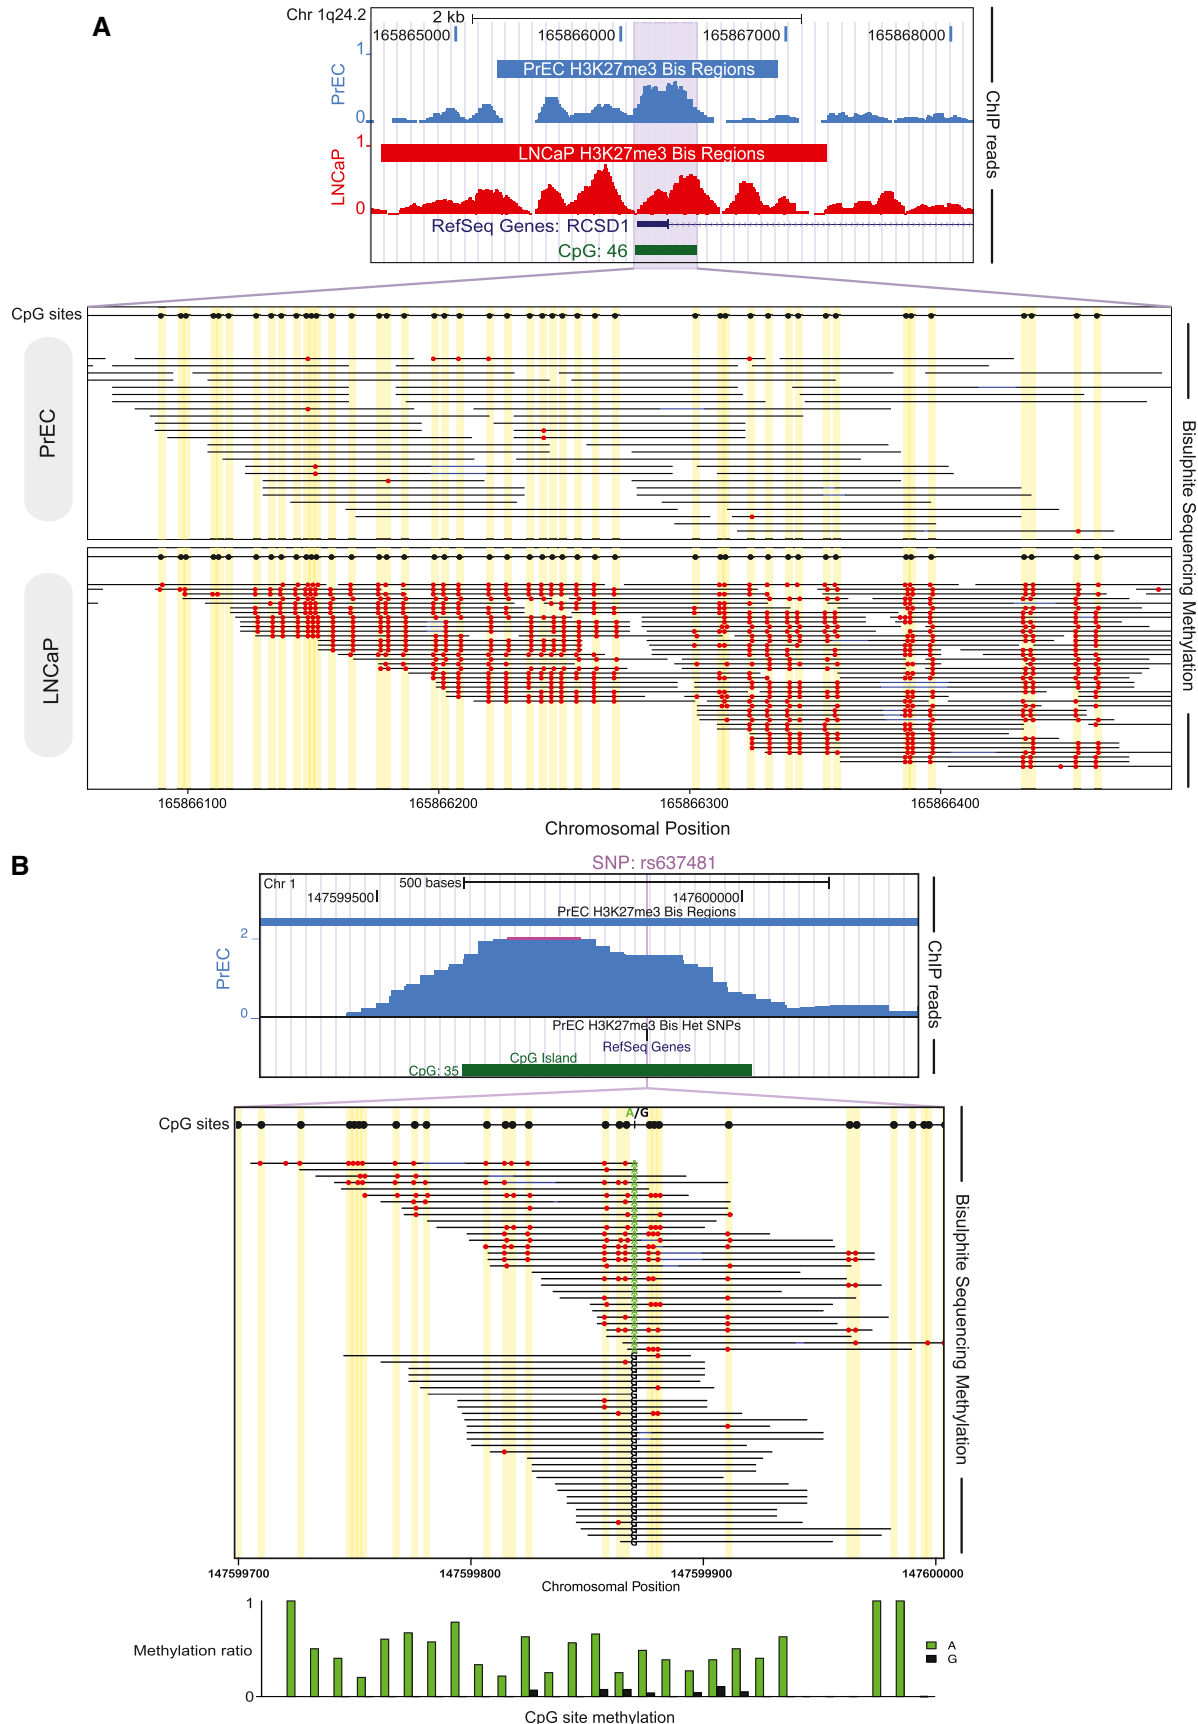 A
Chr 1q24.2
2 kb
165865000
165866000
165867000
165868000
1
PrEC H3K27me3 Bis Regions
PrEC
0
1
LNCaP H3K27me3 Bis Regions
LNCaP
0
RefSeq Genes: RCSD1
CpG: 46
ChIP reads
CpG sites
PrEC
LNCaP
Bisulphite Sequencing Methylation
165866100
165866200
165866300
165866400
Chromosomal Position
B
SNP: rs637481
Chr 1
500 bases
147599500
147600000
PrEC H3K27me3 Bis Regions
2
PrEC
0
PrEC H3K27me3 Bis Het SNPs
RefSeq Genes
CpG Island
CpG: 35
ChIP reads
A/G
CpG sites
Bisulphite Sequencing Methylation
147599700
147599800
147599900
147600000
Chromosomal Position
1
Methylation ratio
0
A
G
CpG site methylation